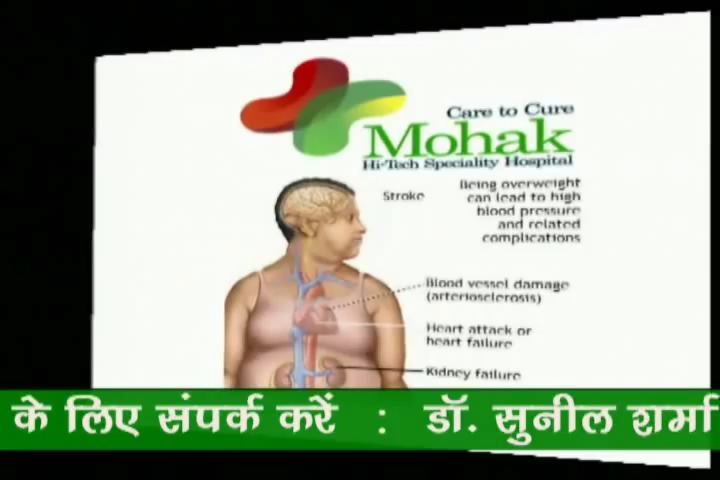 Care to Cure
Mohak
Hi-Tech Speciality Hospital
Stroke
Being overweight
can lead to high
blood pressure
and related
complications
Blood vessel damage
(arteriosclerosis)
Heart attack or
heart failure
Kidney failure
के लिए संपर्क करें : डॉ. सुनील शर्मा